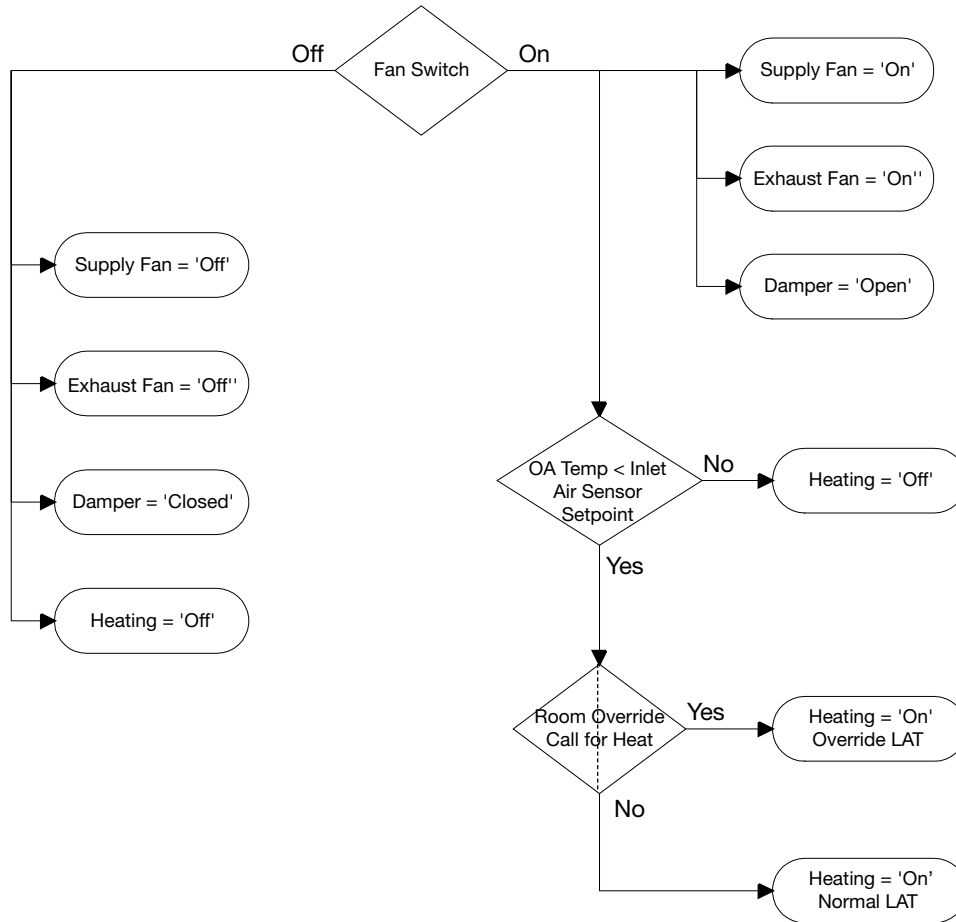 Off
Fan Switch
On
Supply Fan = 'On'
Exhaust Fan = 'On''
Damper = 'Open'
Supply Fan = 'Off'
Exhaust Fan = 'Off''
Damper = 'Closed'
Heating = 'Off'
OA Temp < Inlet
Air Sensor
Setpoint
No
Heating = 'Off'
Yes
Room Override
Call for Heat
Yes
Heating = 'On'
Override LAT
No
Heating = 'On’
Normal LAT